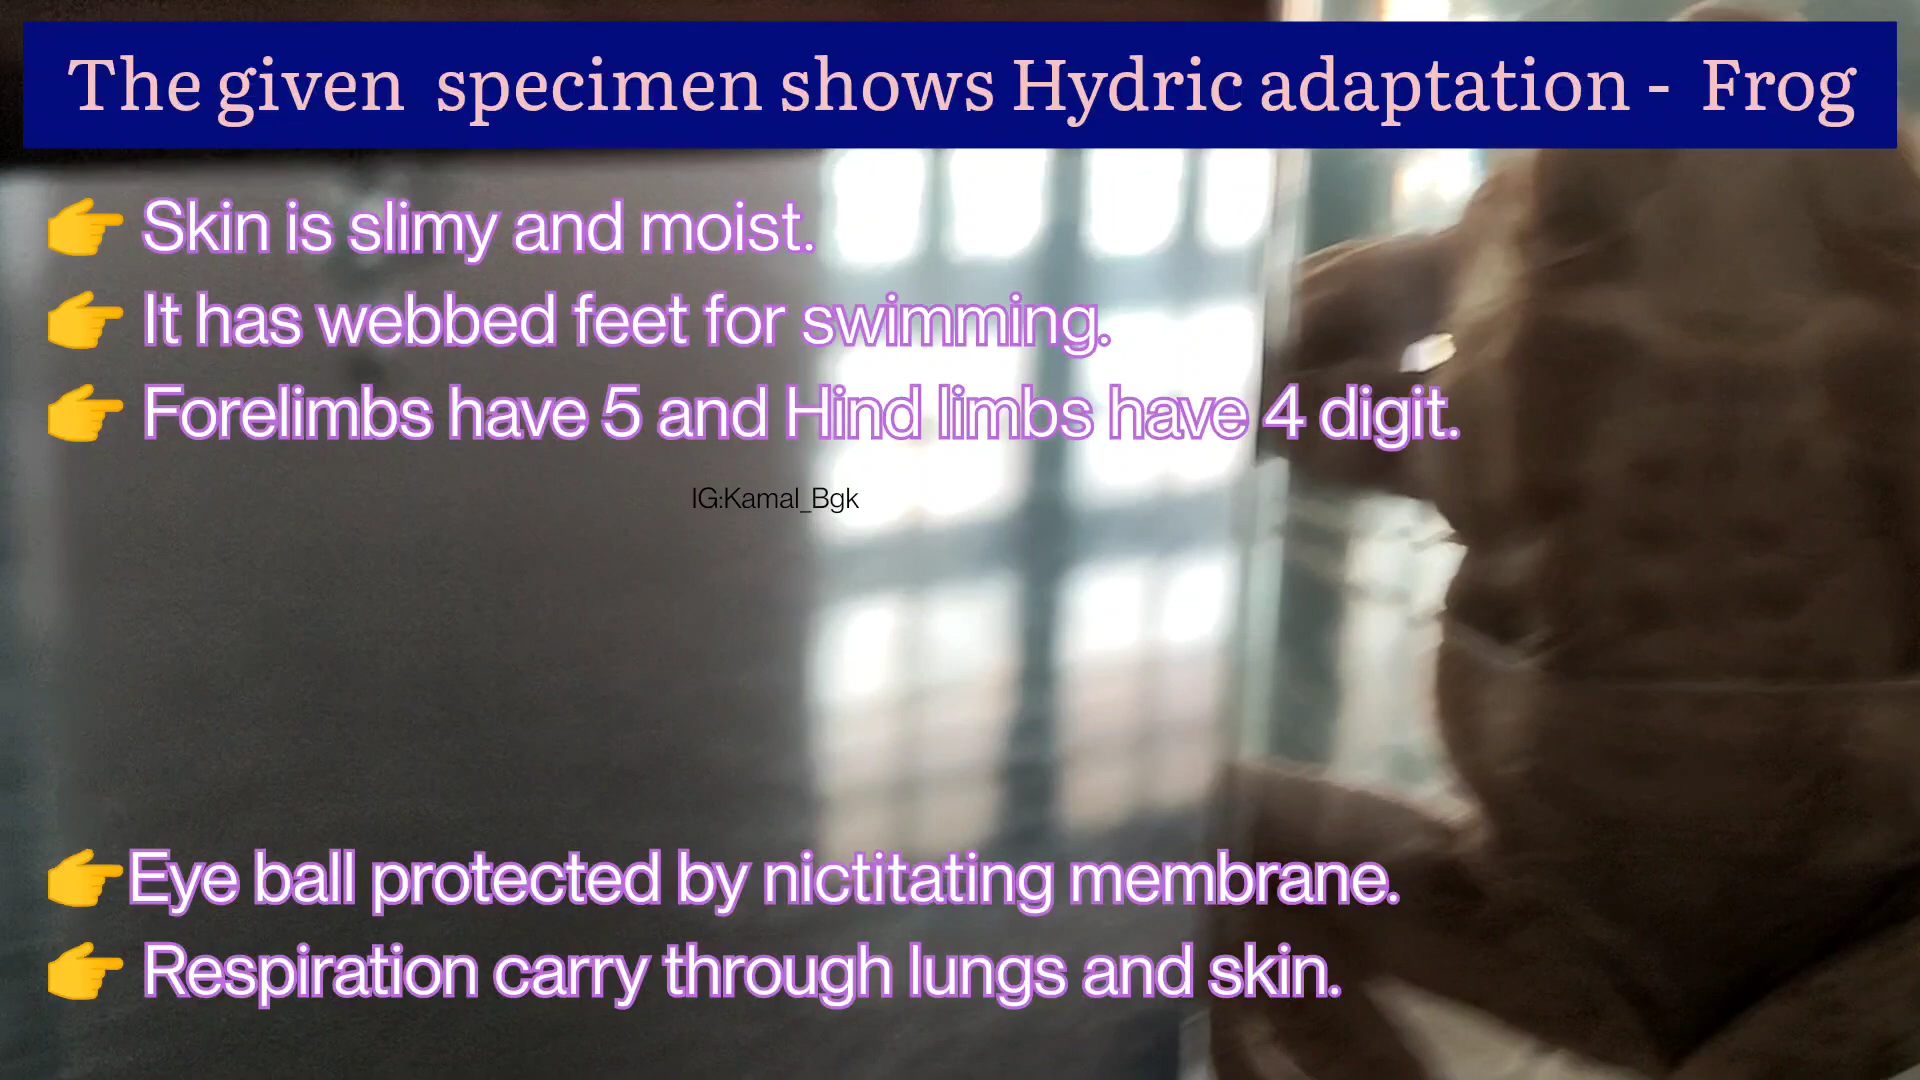 The given specimen shows Hydric adaptation - Frog
👉 Skin is slimy and moist.
👉 It has webbed feet for swimming.
👉 Forelimbs have 5 and Hind limbs have 4 digit.
IG:Kamal_Bgk
👉Eye ball protected by nictitating membrane.
👉 Respiration carry through lungs and skin.